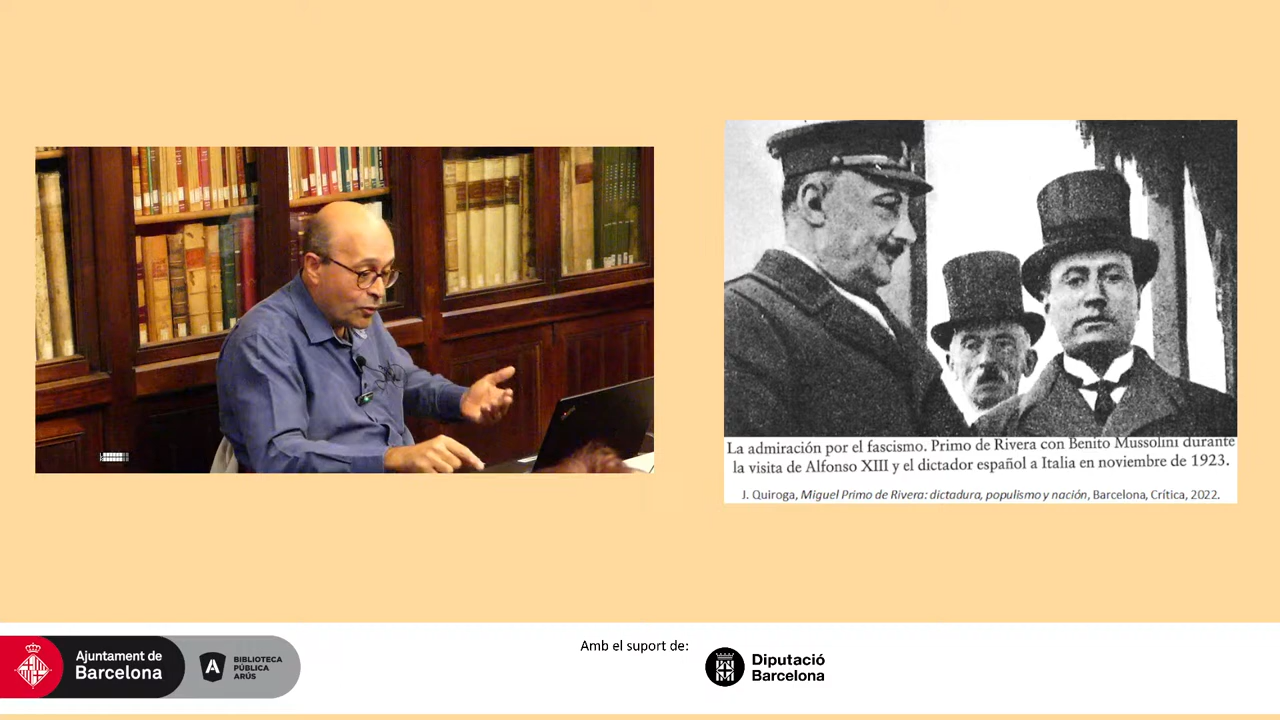 La admiración por el fascismo. Primo de Rivera con Benito Mussolini durante
la visita de Alfonso XIII y el dictador español a Italia en noviembre de 1923.
J. Quiroga, Miguel Primo de Rivera: dictadura, populismo y nación, Barcelona, Crítica, 2022.
Ajuntament de
Barcelona
A
BIBLIOTECA
PÚBLICA
ARÚS
Amb el suport de:
Diputació
Barcelona